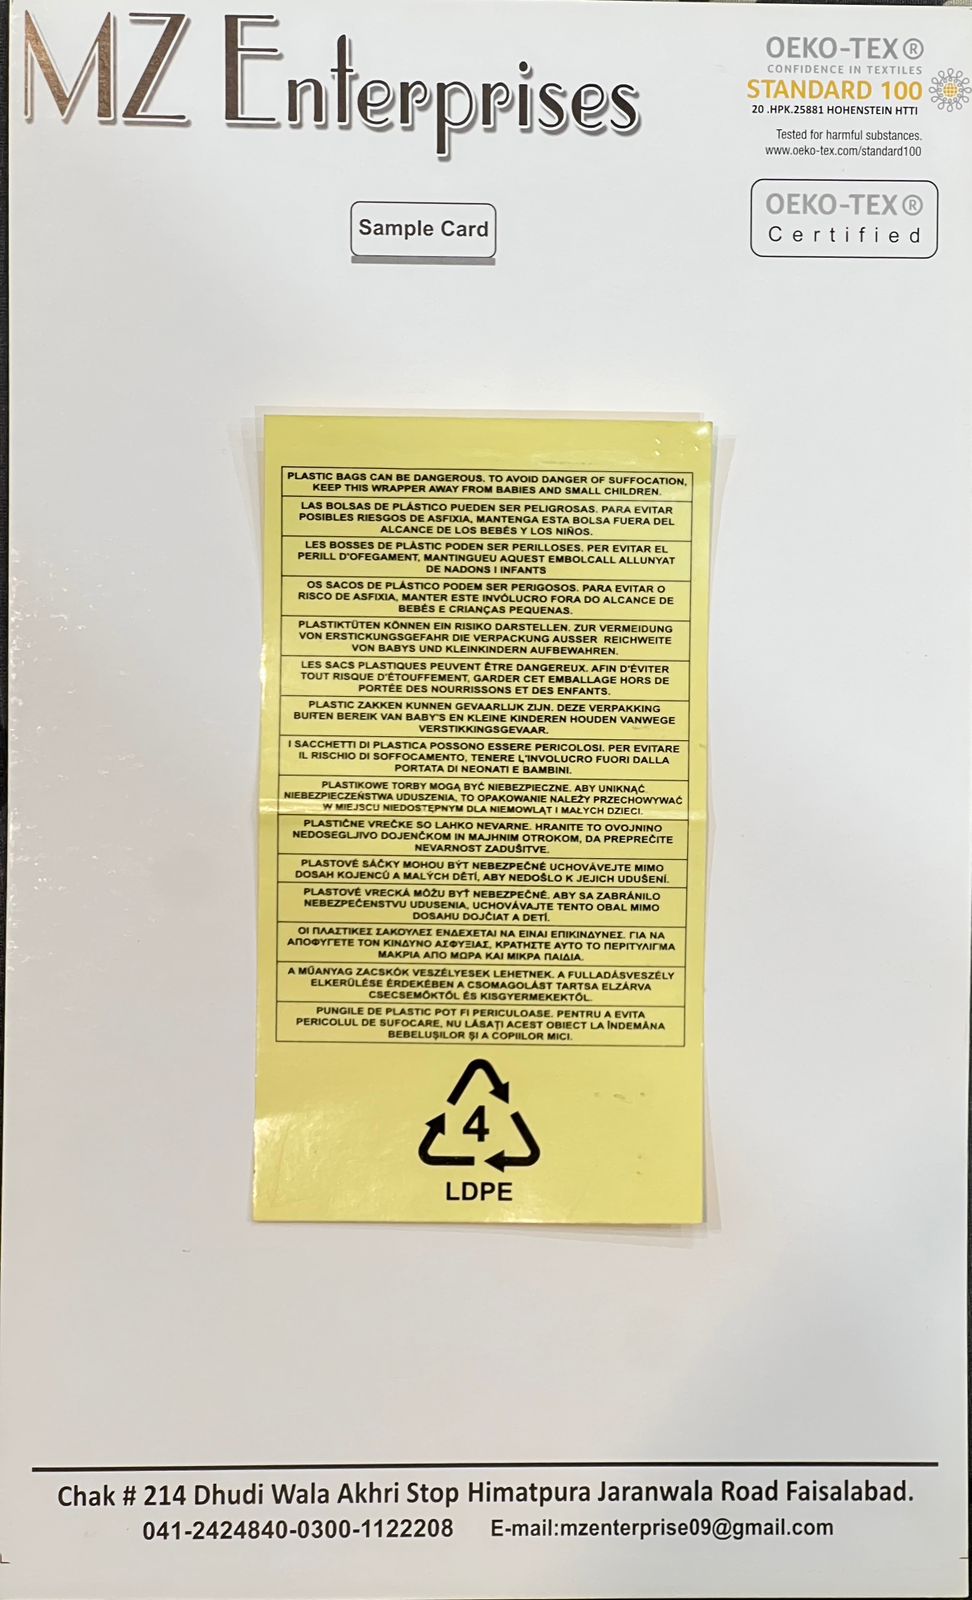 MZ Enterprises
OEKO-TEX®
CONFIDENCE IN TEXTILES
STANDARD 100
20 .HPK.25881 HOHENSTEIN HTTI
Tested for harmful substances.
www.oeko-tex.com/standard100
Sample Card
OEKO-TEX®
Certified
PLASTIC BAGS CAN BE DANGEROUS. TO AVOID DANGER OF SUFFOCATION,
KEEP THIS WRAPPER AWAY FROM BABIES AND SMALL CHILDREN.
LAS BOLSAS DE PLÁSTICO PUEDEN SER PELIGROSAS. PARA EVITAR
POSIBLES RIESGOS DE ASFIXIA, MANTENGA ESTA BOLSA FUERA DEL
ALCANCE DE LOS BEBÉS Y LOS NIÑOS.
LES BOSSES DE PLÀSTIC PODEN SER PERILLOSES. PER EVITAR EL
PERILL D'OFEGAMENT, MANTINGUEU AQUEST EMBOLCALL ALLUNYAT
DE NADONS I INFANTS
OS SACOS DE PLÁSTICO PODEM SER PERIGOSOS. PARA EVITAR O
RISCO DE ASFIXIA, MANTER ESTE INVÓLUCRO FORA DO ALCANCE DE
BEBÉS E CRIANÇAS PEQUENAS.
PLASTIKTÜTEN KÖNNEN EIN RISIKO DARSTELLEN. ZUR VERMEIDUNG
VON ERSTICKUNGSGEFAHR DIE VERPACKUNG AUSSER REICHWEITE
VON BABYS UND KLEINKINDERN AUFBEWAHREN.
LES SACS PLASTIQUES PEUVENT ÊTRE DANGEREUX. AFIN D'ÉVITER
TOUT RISQUE D'ÉTOUFFEMENT, GARDER CET EMBALLAGE HORS DE
PORTÉE DES NOURRISSONS ET DES ENFANTS.
PLASTIC ZAKKEN KUNNEN GEVAARLIJK ZIJN. DEZE VERPAKKING
BUITEN BEREIK VAN BABY'S EN KLEINE KINDEREN HOUDEN VANWEGE
VERSTIKKINGSGEVAAR.
I SACCHETTI DI PLASTICA POSSONO ESSERE PERICOLOSI. PER EVITARE
IL RISCHIO DI SOFFOCAMENTO, TENERE L'INVOLUCRO FUORI DALLA
PORTATA DI NEONATI E BAMBINI.
PLASTIKOWE TORBY MOGĄ BYĆ NIEBEZPIECZNE. ABY UNIKNĄĆ
NIEBEZPIECZEŃSTWA UDUSZENIA, TO OPAKOWANIE NALEŻY PRZECHOWYWAĆ
W MIEJSCU NIEDOSTĘPNYM DLA NIEMOWLĄT I MAŁYCH DZIECI.
PLASTIČNE VREČKE SO LAHKO NEVARNE. HRANITE TO OVOJNINO
NEDOSEGLJIVO DOJENČKOM IN MAJHNIM OTROKOM, DA PREPREČITE
NEVARNOST ZADUŠITVE.
PLASTOVÉ SÁČKY MOHOU BÝT NEBEZPEČNÉ UCHOVÁVEJTE MIMO
DOSAH KOJENCŮ A MALÝCH DĚTÍ, ABY NEDOŠLO K JEJICH UDUŠENÍ.
PLASTOVÉ VRECKÁ MÔŽU BYŤ NEBEZPEČNÉ. ABY SA ZABRÁNILO
NEBEZPEČENSTVU UDUSENIA, UCHOVÁVAJTE TENTO OBAL MIMO
DOSAHU DOJČIAT A DETÍ.
ΟΙ ΠΛΑΣΤΙΚΕΣ ΣΑΚΟΥΛΕΣ ΕΝΔΕΧΕΤΑΙ ΝΑ ΕΙΝΑΙ ΕΠΙΚΙΝΔΥΝΕΣ. ΓΙΑ ΝΑ
ΑΠΟΦΥΓΕΤΕ ΤΟΝ ΚΙΝΔΥΝΟ ΑΣΦΥΞΙΑΣ, ΚΡΑΤΗΣΤΕ ΑΥΤΟ ΤΟ ΠΕΡΙΤΥΛΙΓΜΑ
ΜΑΚΡΙΑ ΑΠΟ ΜΩΡΑ ΚΑΙ ΜΙΚΡΑ ΠΑΙΔΙΑ.
A MŰANYAG ZACSKÓK VESZÉLYESEK LEHETNEK. A FULLADÁSVESZÉLY
ELKERÜLÉSE ÉRDEKÉBEN A CSOMAGOLÁST TARTSA ELZÁRVA
CSECSEMŐKTŐL ÉS KISGYERMEKEKTŐL.
PUNGILE DE PLASTIC POT FI PERICULOASE. PENTRU A EVITA
PERICOLUL DE SUFOCARE, NU LĂSAȚI ACEST OBIECT LA ÎNDEMÂNA
BEBELUȘILOR ȘI A COPIILOR MICI.
4
LDPE
Chak # 214 Dhudi Wala Akhri Stop Himatpura Jaranwala Road Faisalabad.
041-2424840-0300-1122208 E-mail:mzenterprise09@gmail.com